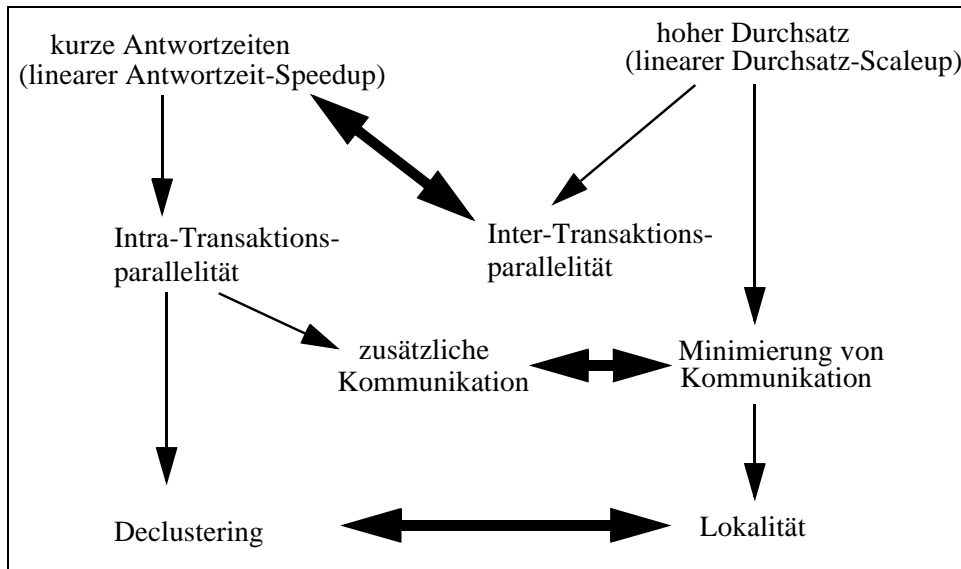 kurze Antwortzeiten
(linearer Antwortzeit-Speedup)
hoher Durchsatz
(linearer Durchsatz-Scaleup)
Intra-Transaktions-
parallelität
Inter-Transaktions-
parallelität
zusätzliche
Kommunikation
Minimierung von
Kommunikation
Declustering
Lokalität